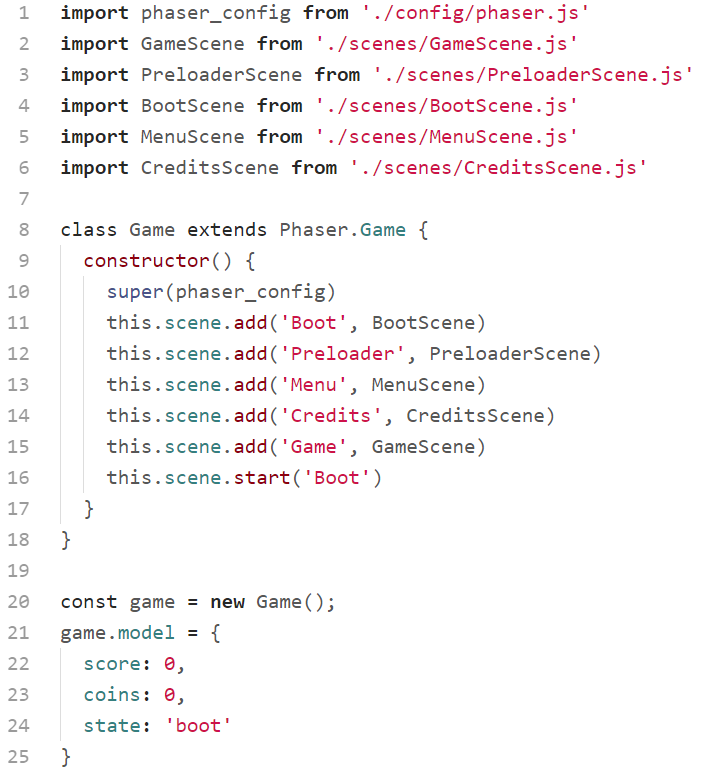 1 import phaser_config from './config/phaser.js'
2 import GameScene from './scenes/GameScene.js'
3 import PreloaderScene from './scenes/PreloaderScene.js'
4 import BootScene from './scenes/BootScene.js'
5 import MenuScene from './scenes/MenuScene.js'
6 import CreditsScene from './scenes/CreditsScene.js'
7
8 class Game extends Phaser.Game {
9   constructor() {
10     super(phaser_config)
11     this.scene.add('Boot', BootScene)
12     this.scene.add('Preloader', PreloaderScene)
13     this.scene.add('Menu', MenuScene)
14     this.scene.add('Credits', CreditsScene)
15     this.scene.add('Game', GameScene)
16     this.scene.start('Boot')
17   }
18 }
19
20 const game = new Game();
21 game.model = {
22   score: 0,
23   coins: 0,
24   state: 'boot'
25 }